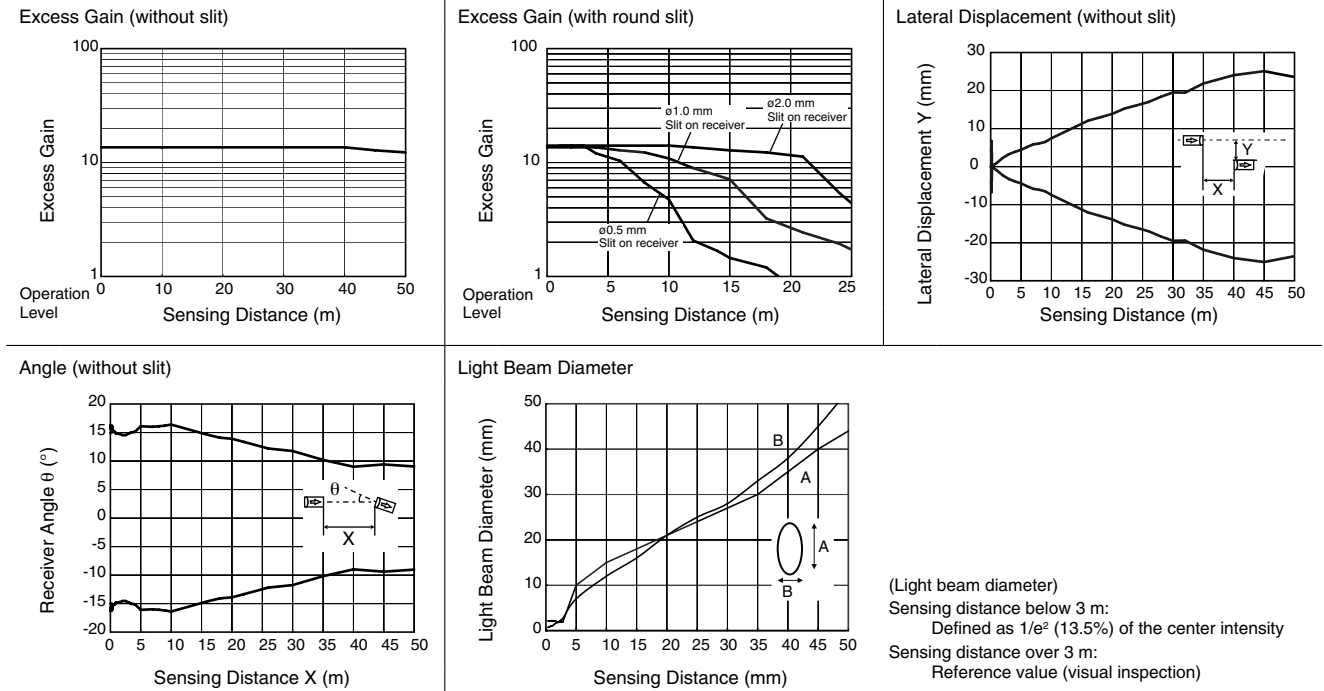 Excess Gain (without slit)
100
10
1
Excess Gain
Operation
Level
0 10 20 30 40 50
Sensing Distance (m)
Excess Gain (with round slit)
100
10
1
Excess Gain
ø1.0 mm
Slit on receiver
ø2.0 mm
Slit on receiver
ø0.5 mm
Slit on receiver
Operation
Level
0 5 10 15 21 25
Sensing Distance (m)
Lateral Displacement (without slit)
30
20
10
0
-10
-20
-30
Lateral Displacement Y (mm)
Y
X
0 5 10 15 20 25 30 35 40 45 50
Sensing Distance (m)
Angle (without slit)
20
15
10
5
0
-5
-10
-15
-20
Receiver Angle θ (°)
θ
X
0 5 10 15 20 25 30 35 40 45 50
Sensing Distance X (m)
Light Beam Diameter
50
40
30
20
10
0
Light Beam Diameter (mm)
B
A
A
B
0 5 10 15 20 25 30 35 40 45 50
Sensing Distance (mm)
(Light beam diameter)
Sensing distance below 3 m:
Defined as 1/e² (13.5%) of the center intensity
Sensing distance over 3 m:
Reference value (visual inspection)